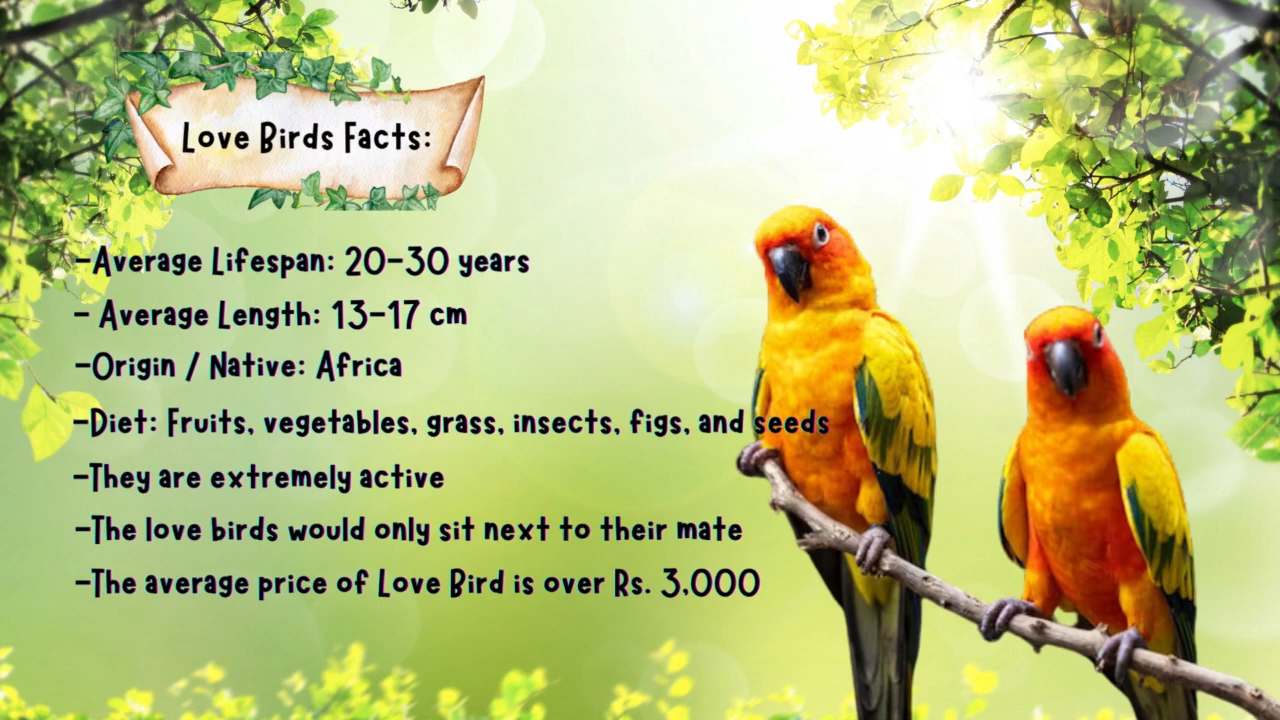 Love Birds Facts:
-Average Lifespan: 20-30 years
- Average Length: 13-17 cm
-Origin / Native: Africa
-Diet: Fruits, vegetables, grass, insects, figs, and seeds
-They are extremely active
-The love birds would only sit next to their mate
-The average price of Love Bird is over Rs. 3,000